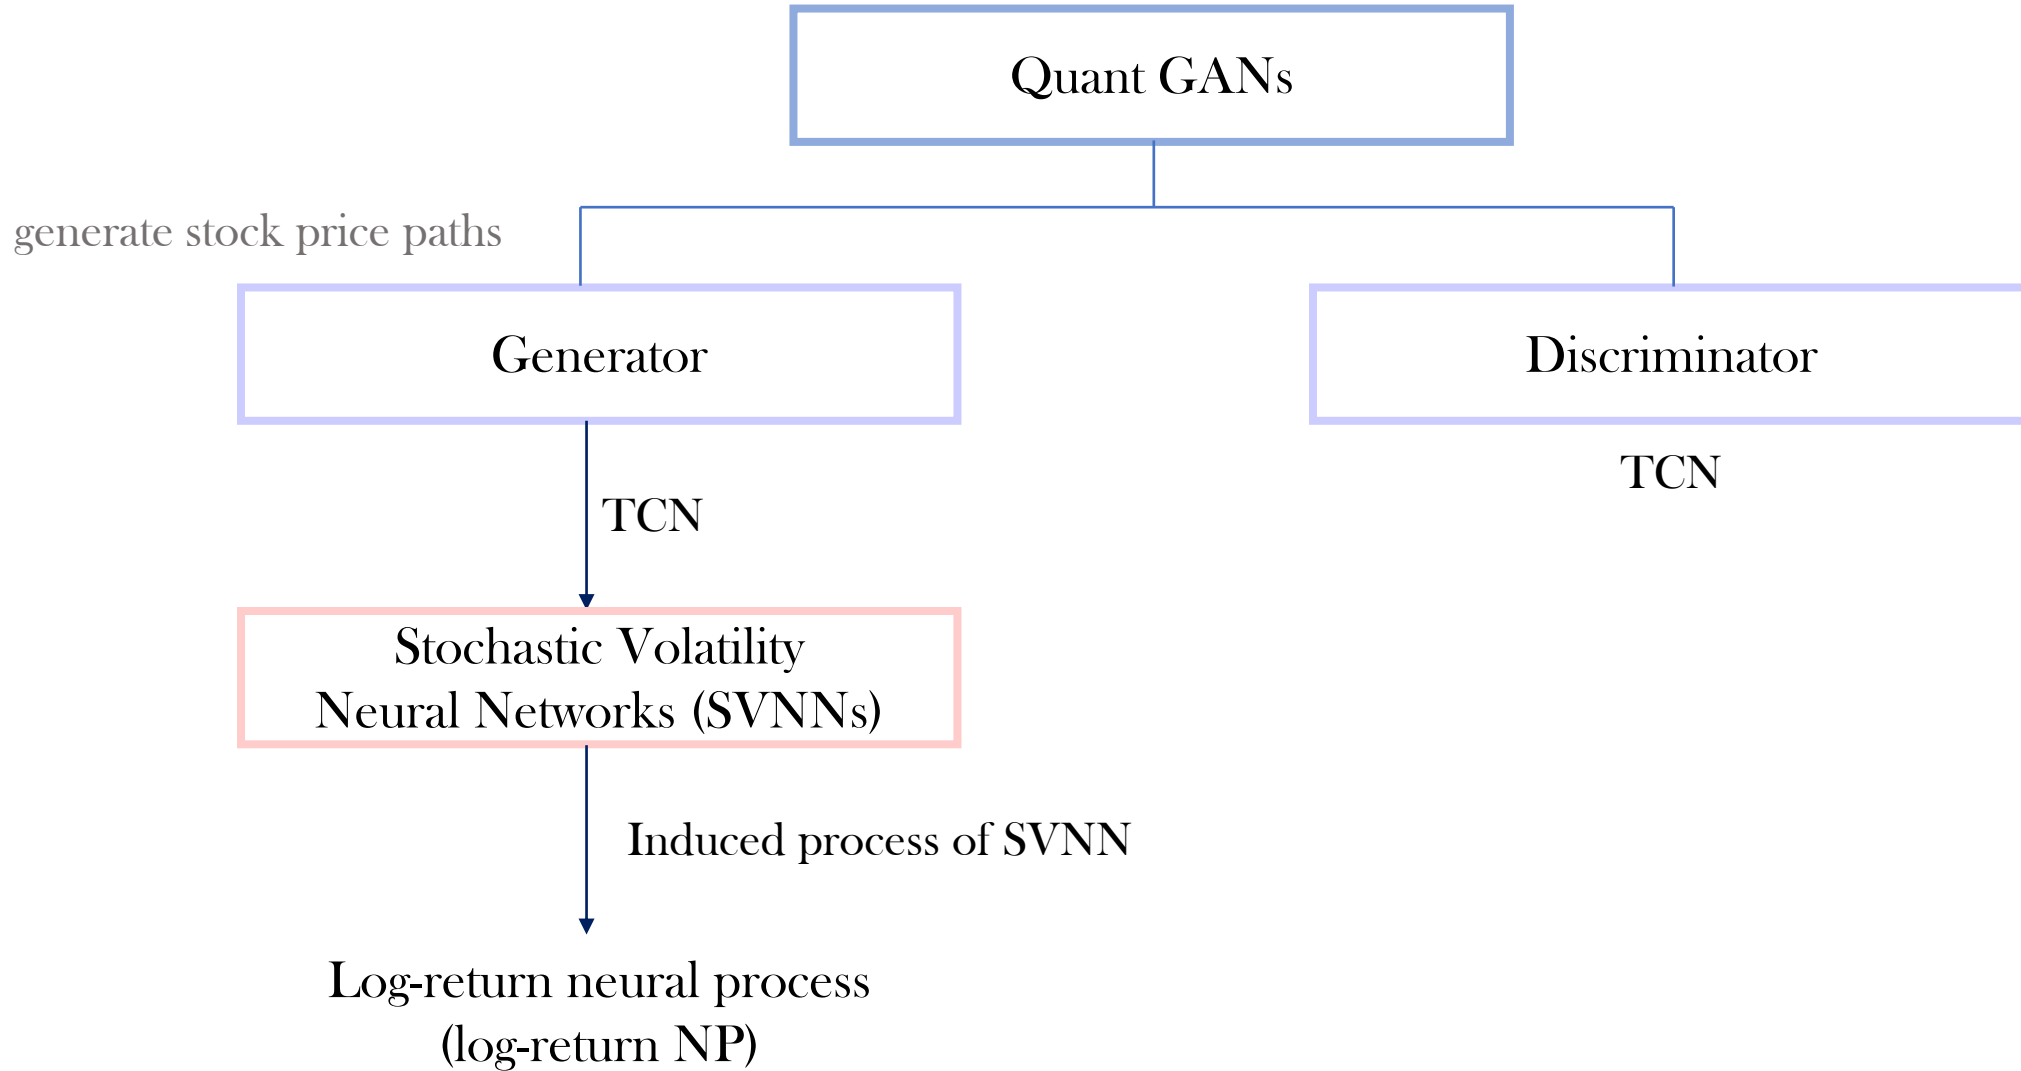 Quant GANs
generate stock price paths
Generator
Discriminator
TCN
TCN
Stochastic Volatility
Neural Networks (SVNNs)
Induced process of SVNN
Log-return neural process
(log-return NP)